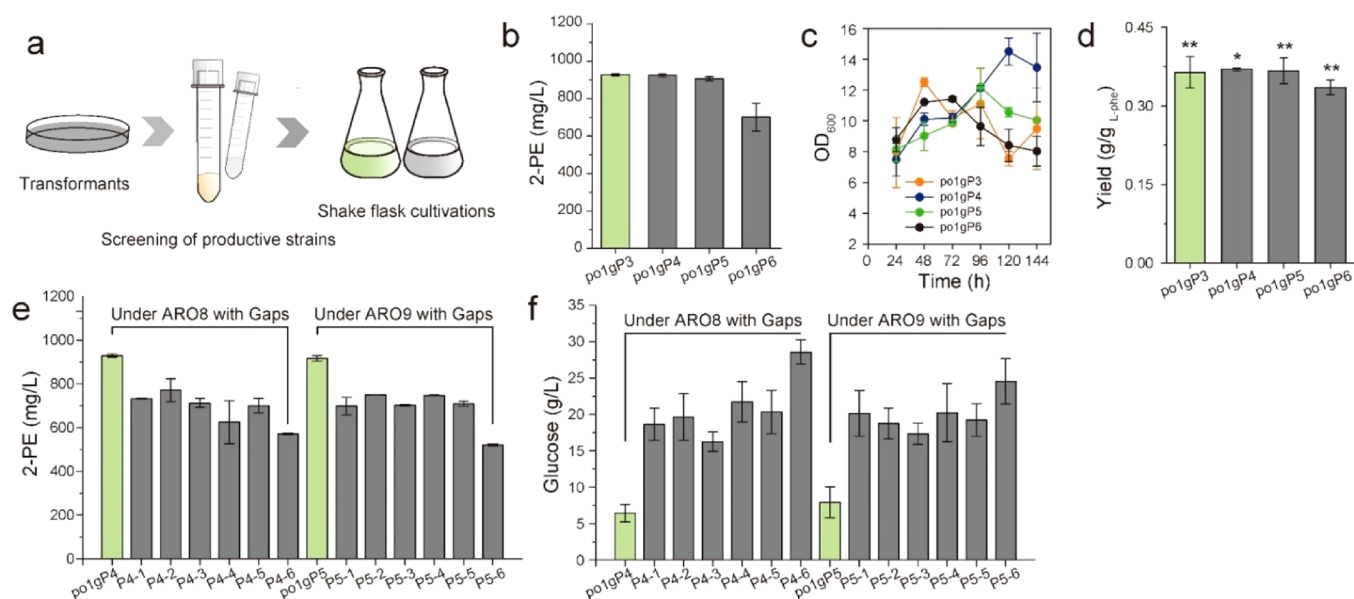 a
Transformants
Screening of productive strains
Shake flask cultivations
b
2-PE (mg/L)
1200
1000
800
600
400
200
0
po1gP3
po1gP4
po1gP5
po1gP6
c
OD600
16
14
12
10
8
6
4
2
po1gP3
po1gP4
po1gP5
po1gP6
0 24 48 72 96 120 144
Time (h)
d
Yield (g/g L-phe)
0.45
0.30
0.15
0.00
** * ** **
po1gP3
po1gP4
po1gP5
po1gP6
e
2-PE (mg/L)
1200
1000
800
600
400
200
0
Under ARO8 with Gaps
Under ARO9 with Gaps
po1gP4
P4-1
P4-2
P4-3
P4-4
P4-5
P4-6
po1gP5
P5-1
P5-2
P5-3
P5-4
P5-5
P5-6
f
Glucose (g/L)
35
30
25
20
15
10
5
0
Under ARO8 with Gaps
Under ARO9 with Gaps
po1gP4
P4-1
P4-2
P4-3
P4-4
P4-5
P4-6
po1gP5
P5-1
P5-2
P5-3
P5-4
P5-5
P5-6